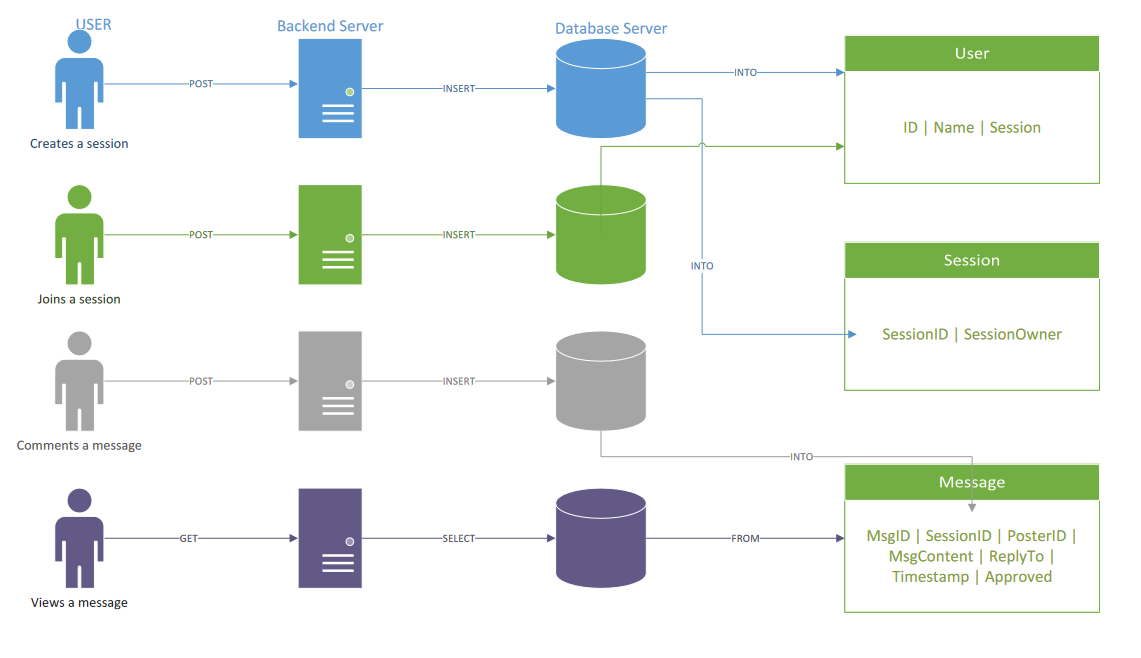 USER
Backend Server
Database Server
User
POST
INSERT
INTO
ID | Name | Session
Creates a session
POST
INSERT
Joins a session
INTO
Session
SessionID | SessionOwner
POST
INSERT
Comments a message
INTO
Message
GET
SELECT
FROM
MsgID | SessionID | PosterID |
MsgContent | ReplyTo |
Timestamp | Approved
Views a message